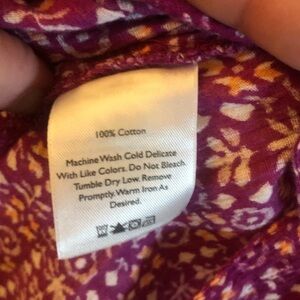 100% Cotton
Machine Wash Cold Delicate
With Like Colors. Do Not Bleach.
Tumble Dry Low. Remove
Promptly. Warm Iron As
Desired.